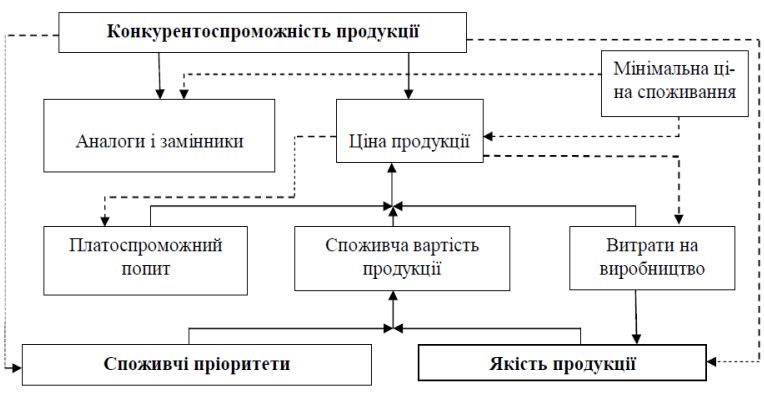 Конкурентоспроможність продукції
Мінімальна ці-
на споживання
Аналоги і замінники
Ціна продукції
Платоспроможний
попит
Споживча вартість
продукції
Витрати на
виробництво
Споживчі пріоритети
Якість продукції